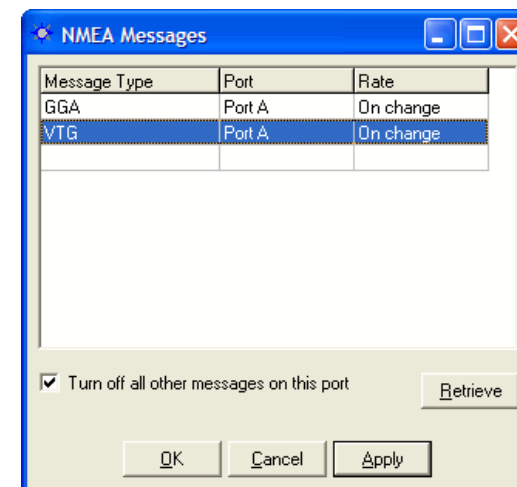 NMEA Messages
Message Type Port Rate
GGA Port A On change
VTG Port A On change
Turn off all other messages on this port
Retrieve
OK Cancel Apply